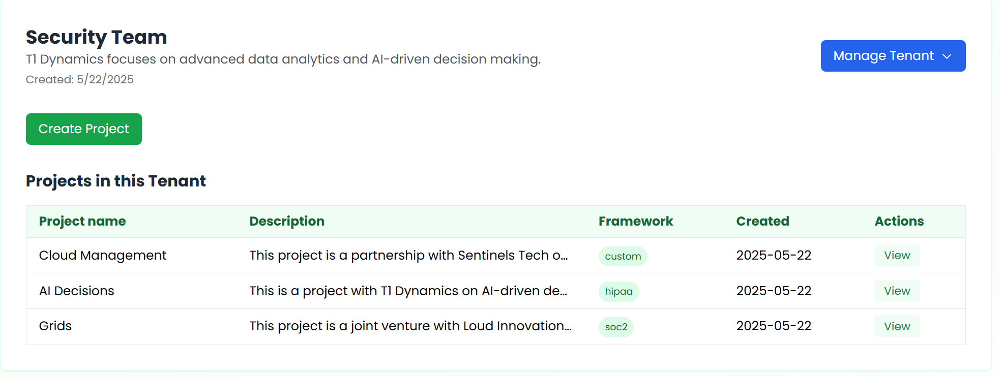 Security Team
T1 Dynamics focuses on advanced data analytics and AI-driven decision making.
Created: 5/22/2025
Manage Tenant
Create Project
Projects in this Tenant
Project name Description Framework Created Actions
Cloud Management This project is a partnership with Sentinels Tech o... custom 2025-05-22 View
AI Decisions This is a project with T1 Dynamics on AI-driven de... hipaa 2025-05-22 View
Grids This project is a joint venture with Loud Innovation... soc2 2025-05-22 View